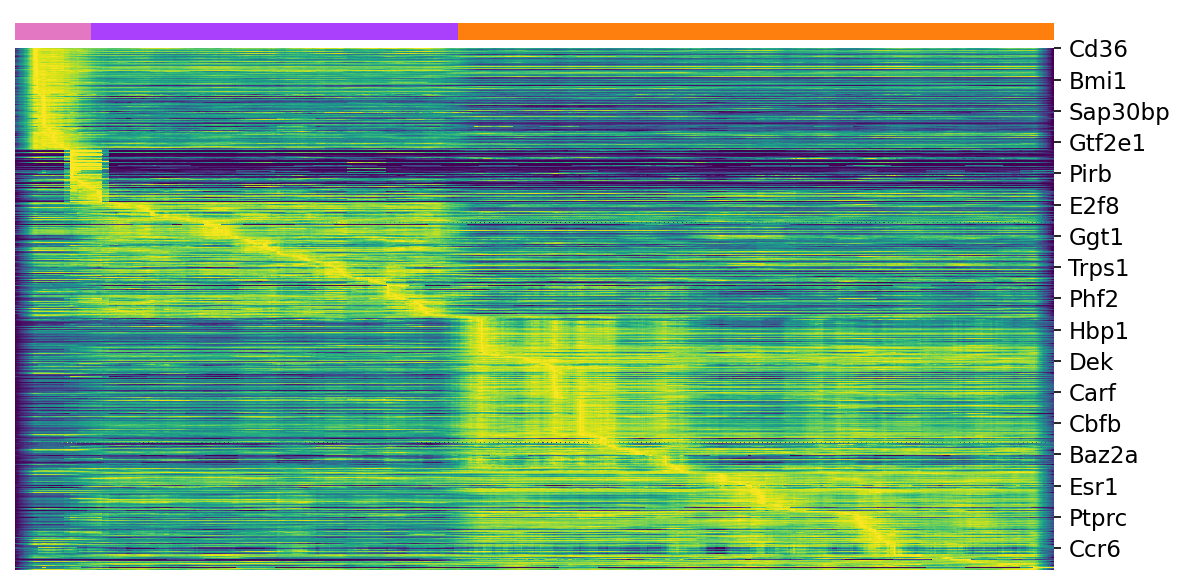 Cd36
Bmi1
Sap30bp
Gtf2e1
Pirb
E2f8
Ggt1
Trps1
Phf2
Hbp1
Dek
Carf
Cbfb
Baz2a
Esr1
Ptprc
Ccr6